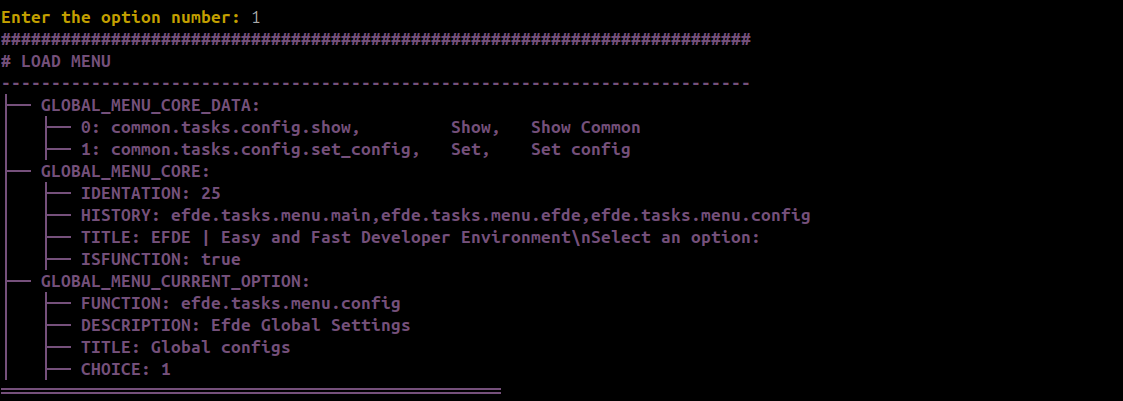 Enter the option number: 1
###########################################################################
# LOAD MENU
---------------------------------------------------------------------------
├── GLOBAL_MENU_CORE_DATA:
│   ├── 0: common.tasks.config.show,         Show,   Show Common
│   ├── 1: common.tasks.config.set_config,   Set,    Set config
├── GLOBAL_MENU_CORE:
│   ├── IDENTATION: 25
│   ├── HISTORY: efde.tasks.menu.main,efde.tasks.menu.efde,efde.tasks.menu.config
│   ├── TITLE: EFDE | Easy and Fast Developer Environment\nSelect an option:
│   ├── ISFUNCTION: true
├── GLOBAL_MENU_CURRENT_OPTION:
│   ├── FUNCTION: efde.tasks.menu.config
│   ├── DESCRIPTION: Efde Global Settings
│   ├── TITLE: Global configs
│   ├── CHOICE: 1
══════════════════════════════════════════════════